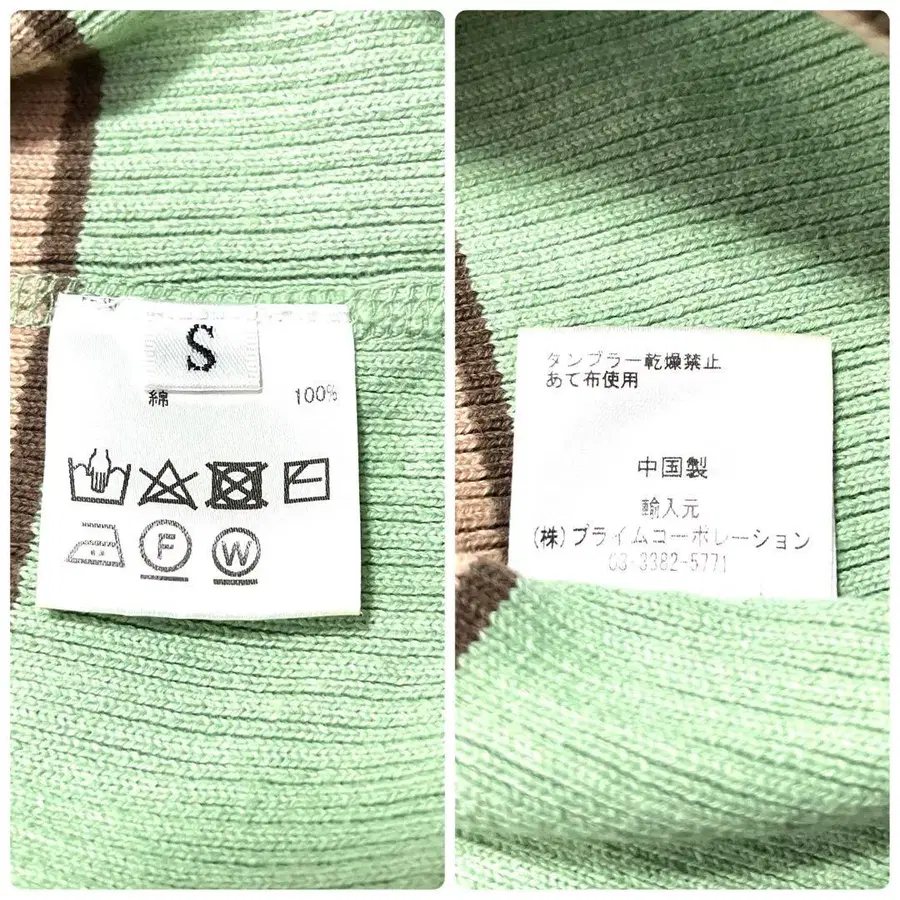 S
綿 100%
F
W
タンブラー乾燥禁止
あて布使用
中国製
輸入元
(株)プライムコーポレーション
03-3382-5771